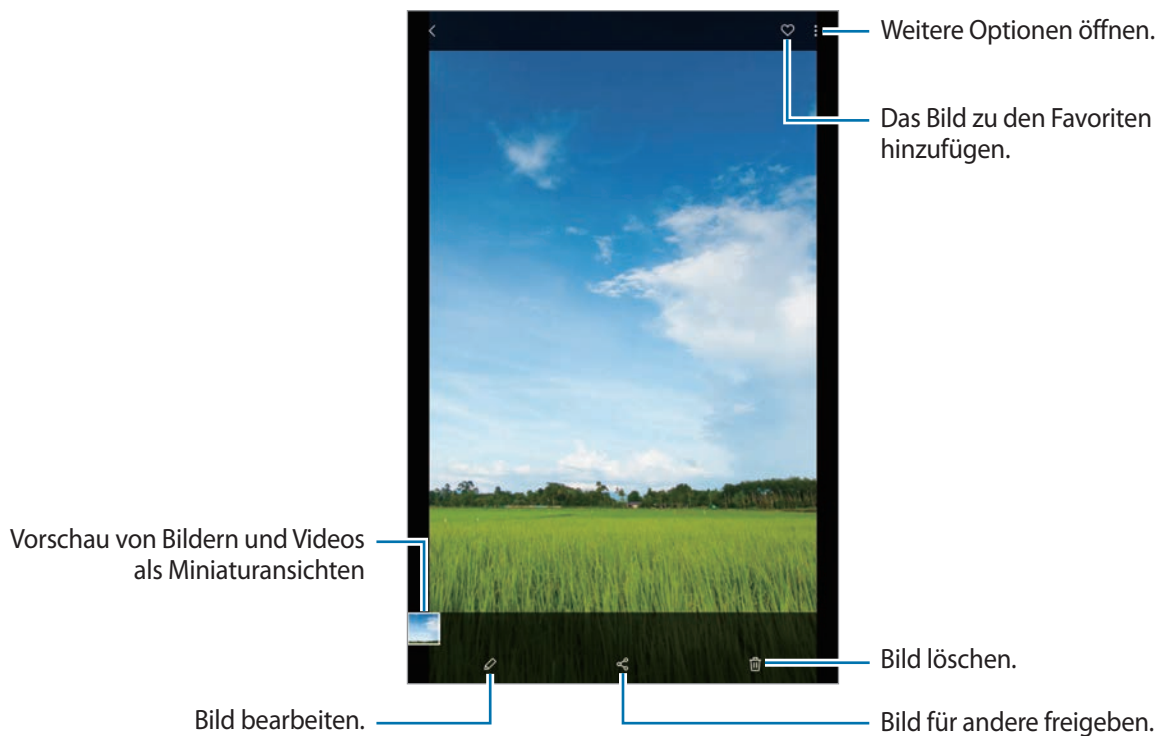 Weitere Optionen öffnen.
Das Bild zu den Favoriten
hinzufügen.
Vorschau von Bildern und Videos
als Miniaturansichten
Bild löschen.
Bild bearbeiten.
Bild für andere freigeben.